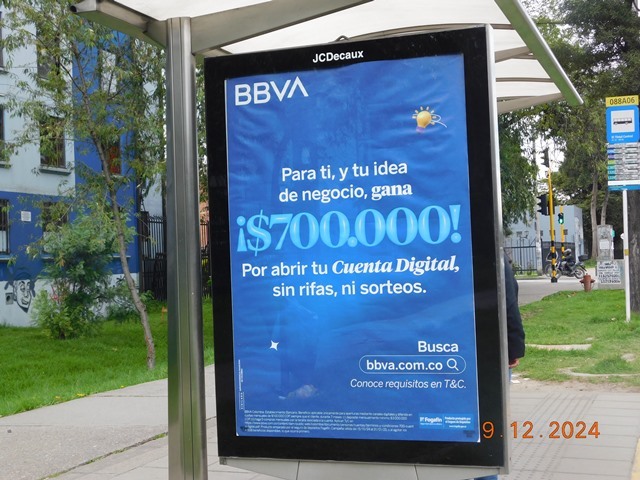 JCDecaux
BBVA
Para ti, y tu idea
de negocio, gana
¡$700.000!
Por abrir tu Cuenta Digital,
sin rifas, ni sorteos.
Busca
bbva.com.co
Conoce requisitos en T&C.
Fogafín
088A06
9.12.2024